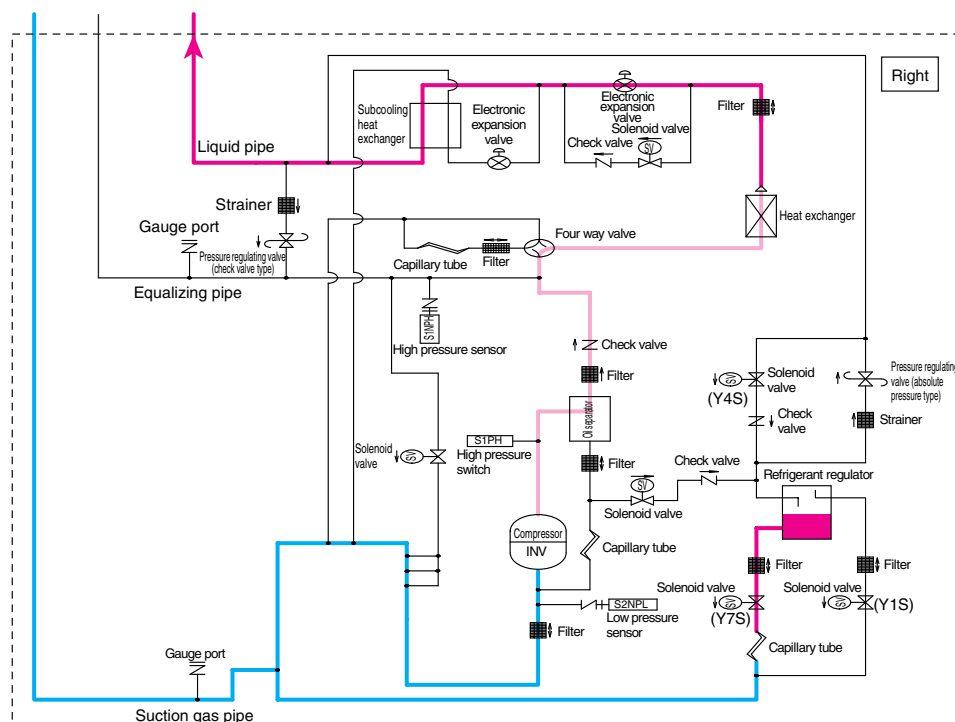 Right
Subcooling
heat
exchanger
Electronic
expansion
valve
Electronic
expansion
valve
Solenoid valve
Check valve
SV
Filter
Liquid pipe
Strainer
Gauge port
Pressure regulating valve
(check valve type)
Equalizing pipe
Four way valve
Capillary tube
Filter
Heat exchanger
S1NPH
High pressure sensor
Check valve
Filter
Oil separator
S1PH
High pressure
switch
Solenoid
valve
SV
Filter
SV
Solenoid valve
Check valve
SV
(Y4S)
Solenoid
valve
Check
valve
Pressure regulating
valve (absolute
pressure type)
Strainer
Refrigerant regulator
Compressor
INV
Capillary tube
Filter
Filter
Solenoid valve
SV
(Y7S)
Solenoid valve
SV
(Y1S)
S2NPL
Low pressure
sensor
Filter
Capillary tube
Gauge port
Suction gas pipe